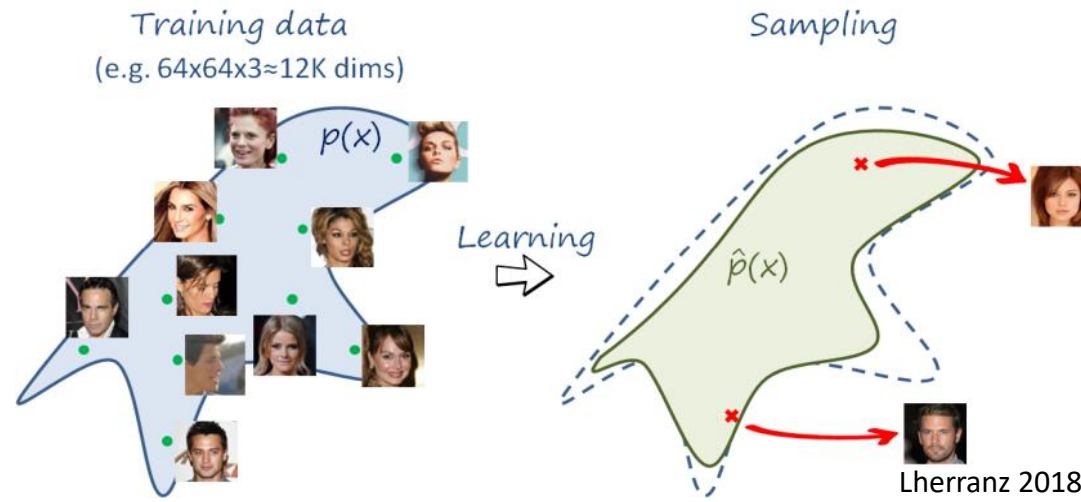 Training data
(e.g. 64x64x3≈12K dims)
p(x)
Learning
Sampling
p̂(x)
Lherranz 2018